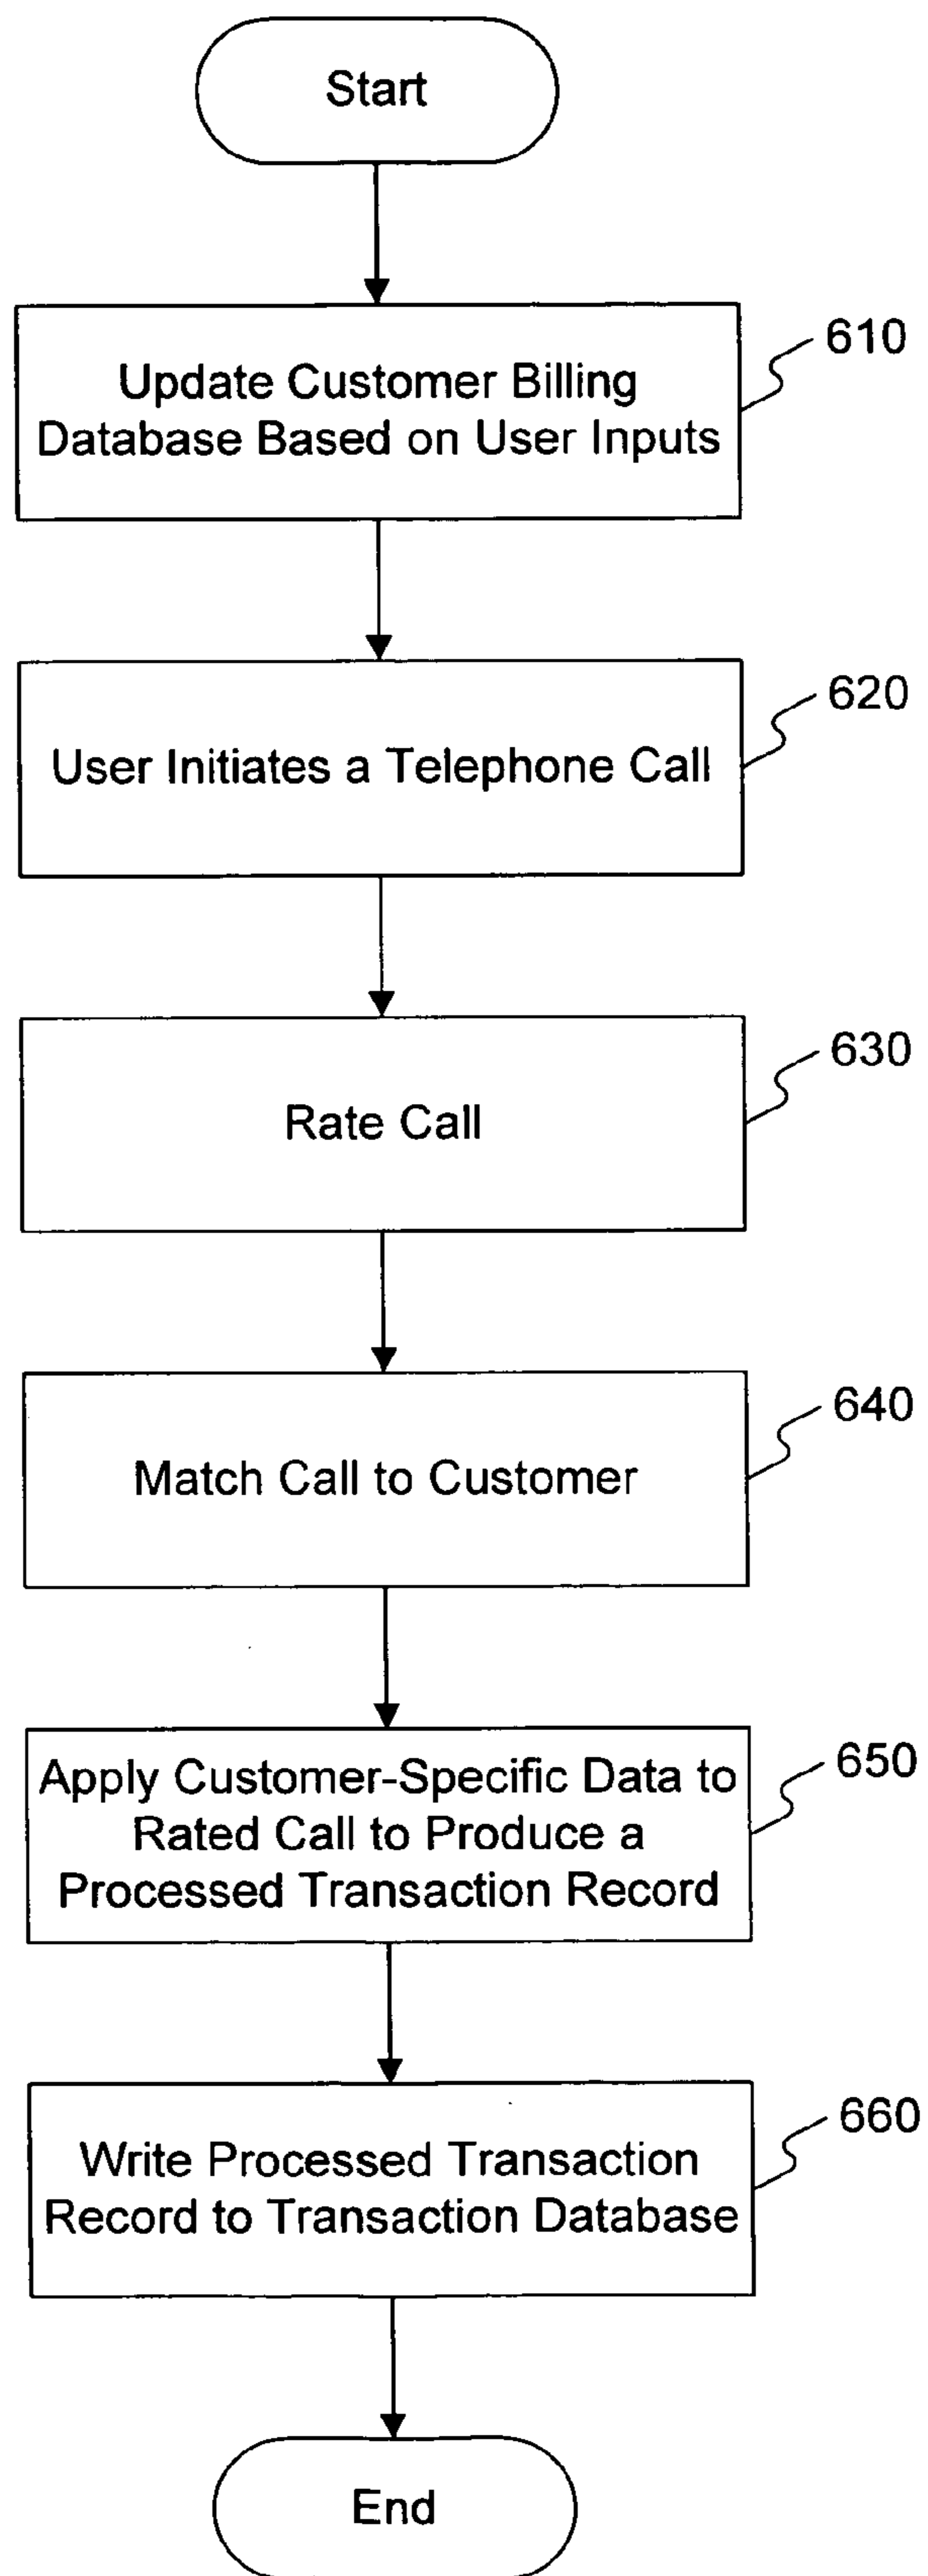 Start
610
Update Customer Billing
Database Based on User Inputs
620
User Initiates a Telephone Call
630
Rate Call
640
Match Call to Customer
650
Apply Customer-Specific Data to
Rated Call to Produce a
Processed Transaction Record
660
Write Processed Transaction
Record to Transaction Database
End